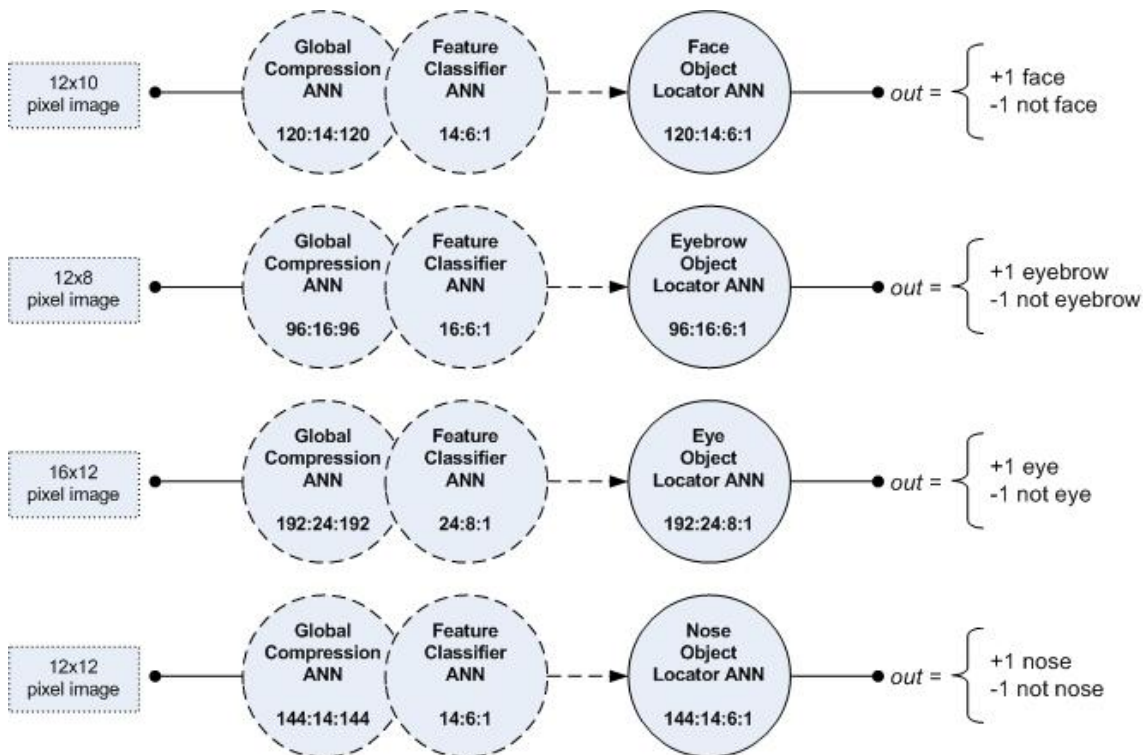 12x10
pixel image
Global
Compression
ANN
120:14:120
Feature
Classifier
ANN
14:6:1
Face
Object
Locator ANN
120:14:6:1
out =
+1 face
-1 not face
12x8
pixel image
Global
Compression
ANN
96:16:96
Feature
Classifier
ANN
16:6:1
Eyebrow
Object
Locator ANN
96:16:6:1
out =
+1 eyebrow
-1 not eyebrow
16x12
pixel image
Global
Compression
ANN
192:24:192
Feature
Classifier
ANN
24:8:1
Eye
Object
Locator ANN
192:24:8:1
out =
+1 eye
-1 not eye
12x12
pixel image
Global
Compression
ANN
144:14:144
Feature
Classifier
ANN
14:6:1
Nose
Object
Locator ANN
144:14:6:1
out =
+1 nose
-1 not nose